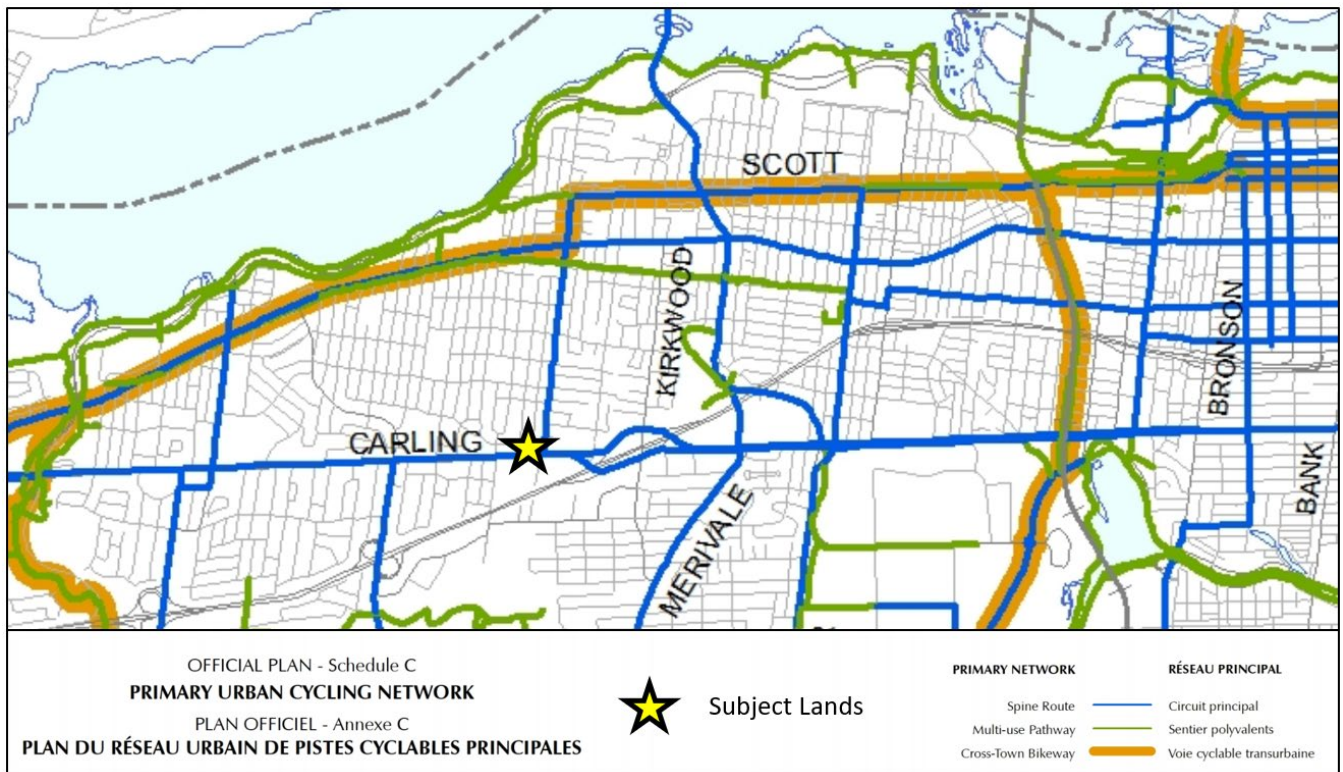 SCOTT
KIRKWOOD
BRONSON
CARLING
MERIVALE
BANK
OFFICIAL PLAN - Schedule C
PRIMARY URBAN CYCLING NETWORK
PLAN OFFICIEL - Annexe C
PLAN DU RÉSEAU URBAIN DE PISTES CYCLABLES PRINCIPALES
Subject Lands
PRIMARY NETWORK RÉSEAU PRINCIPAL
Spine Route Circuit principal
Multi-use Pathway Sentier polyvalents
Cross-Town Bikeway Voie cyclable transurbaine